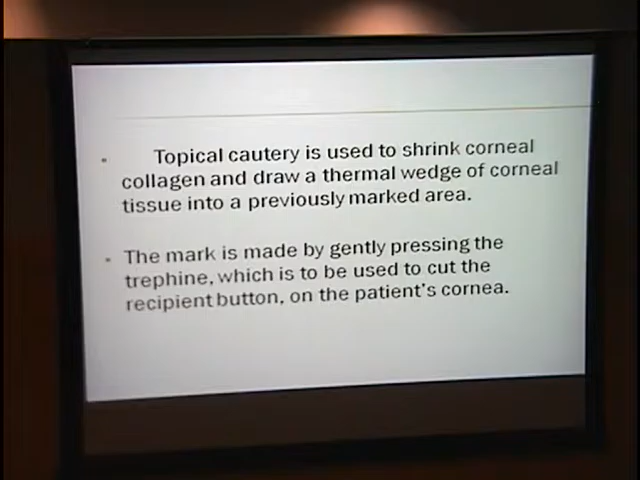 • Topical cautery is used to shrink corneal
collagen and draw a thermal wedge of corneal
tissue into a previously marked area.
• The mark is made by gently pressing the
trephine, which is to be used to cut the
recipient button, on the patient's cornea.